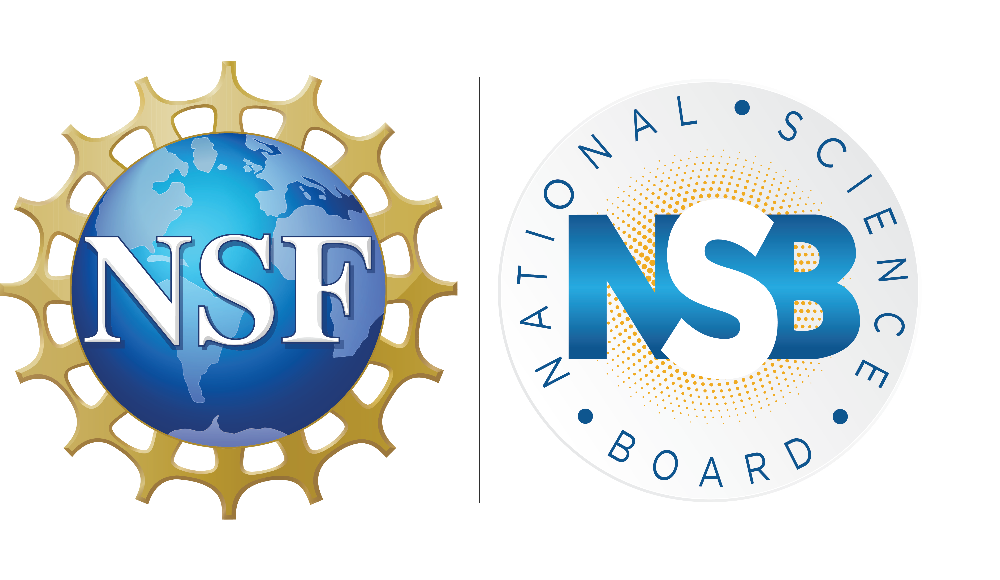 NSF
NATIONAL • SCIENCE • BOARD •
NSB